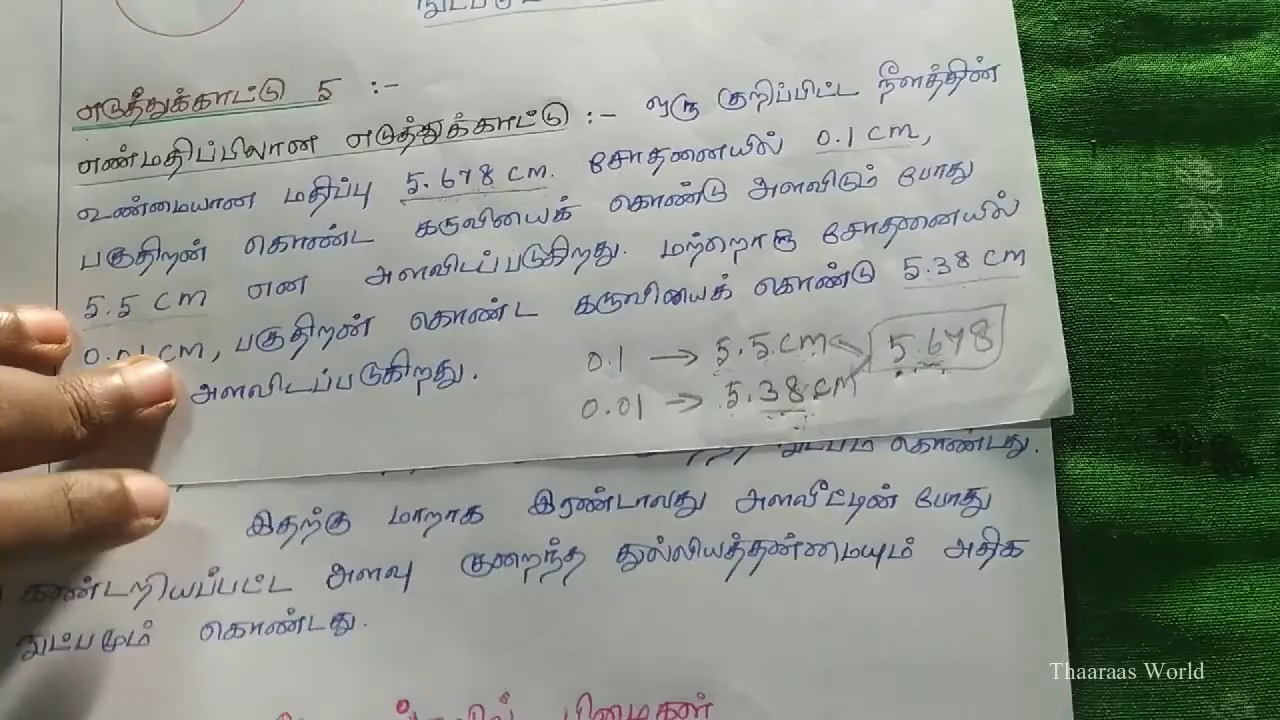 எடுத்துக்காட்டு 5 :-
எண்மதிப்பிலான எடுத்துக்காட்டு :- ஒரு குறிப்பிட்ட நீளத்தின்
உண்மையான மதிப்பு 5.678 cm. சோதனையில் 0.1 cm,
பகுதிறன் கொண்ட கருவியைக் கொண்டு அளவிடும் போது
5.5 cm என அளவிடப்படுகிறது. மற்றொரு சோதனையில்
0.01 cm, பகுதிறன் கொண்ட கருவியைக் கொண்டு 5.38 cm
அளவிடப்படுகிறது.
0.1 → 5.5 cm 5.678
0.01 → 5.38 cm
நுட்பம் கொண்டது.
இதற்கு மாறாக இரண்டாவது அளவீட்டின் போது
கண்டறியப்பட்ட அளவு குறைந்த துல்லியத்தன்மையும் அதிக
நுட்பமும் கொண்டது.
பிழைகள்
Thaaraas World